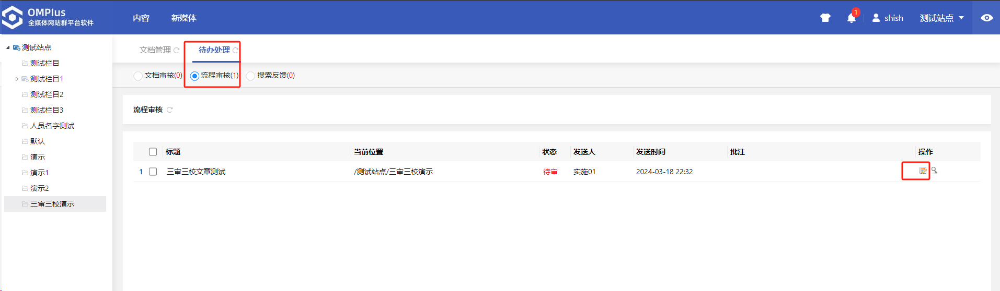 OMPlus
全媒体网站群平台软件
内容 新媒体 1 shish 测试站点
测试站点
测试栏目
测试栏目1
测试栏目2
测试栏目3
人员名字测试
默认
演示
演示1
演示2
三审三校演示
文档管理 待办处理
文档审核(0) 流程审核(1) 搜索反馈(0)
流程审核
标题 当前位置 状态 发送人 发送时间 批注 操作
1 三审三校文章测试 /测试站点/三审三校演示 待审 实施01 2024-03-18 22:32